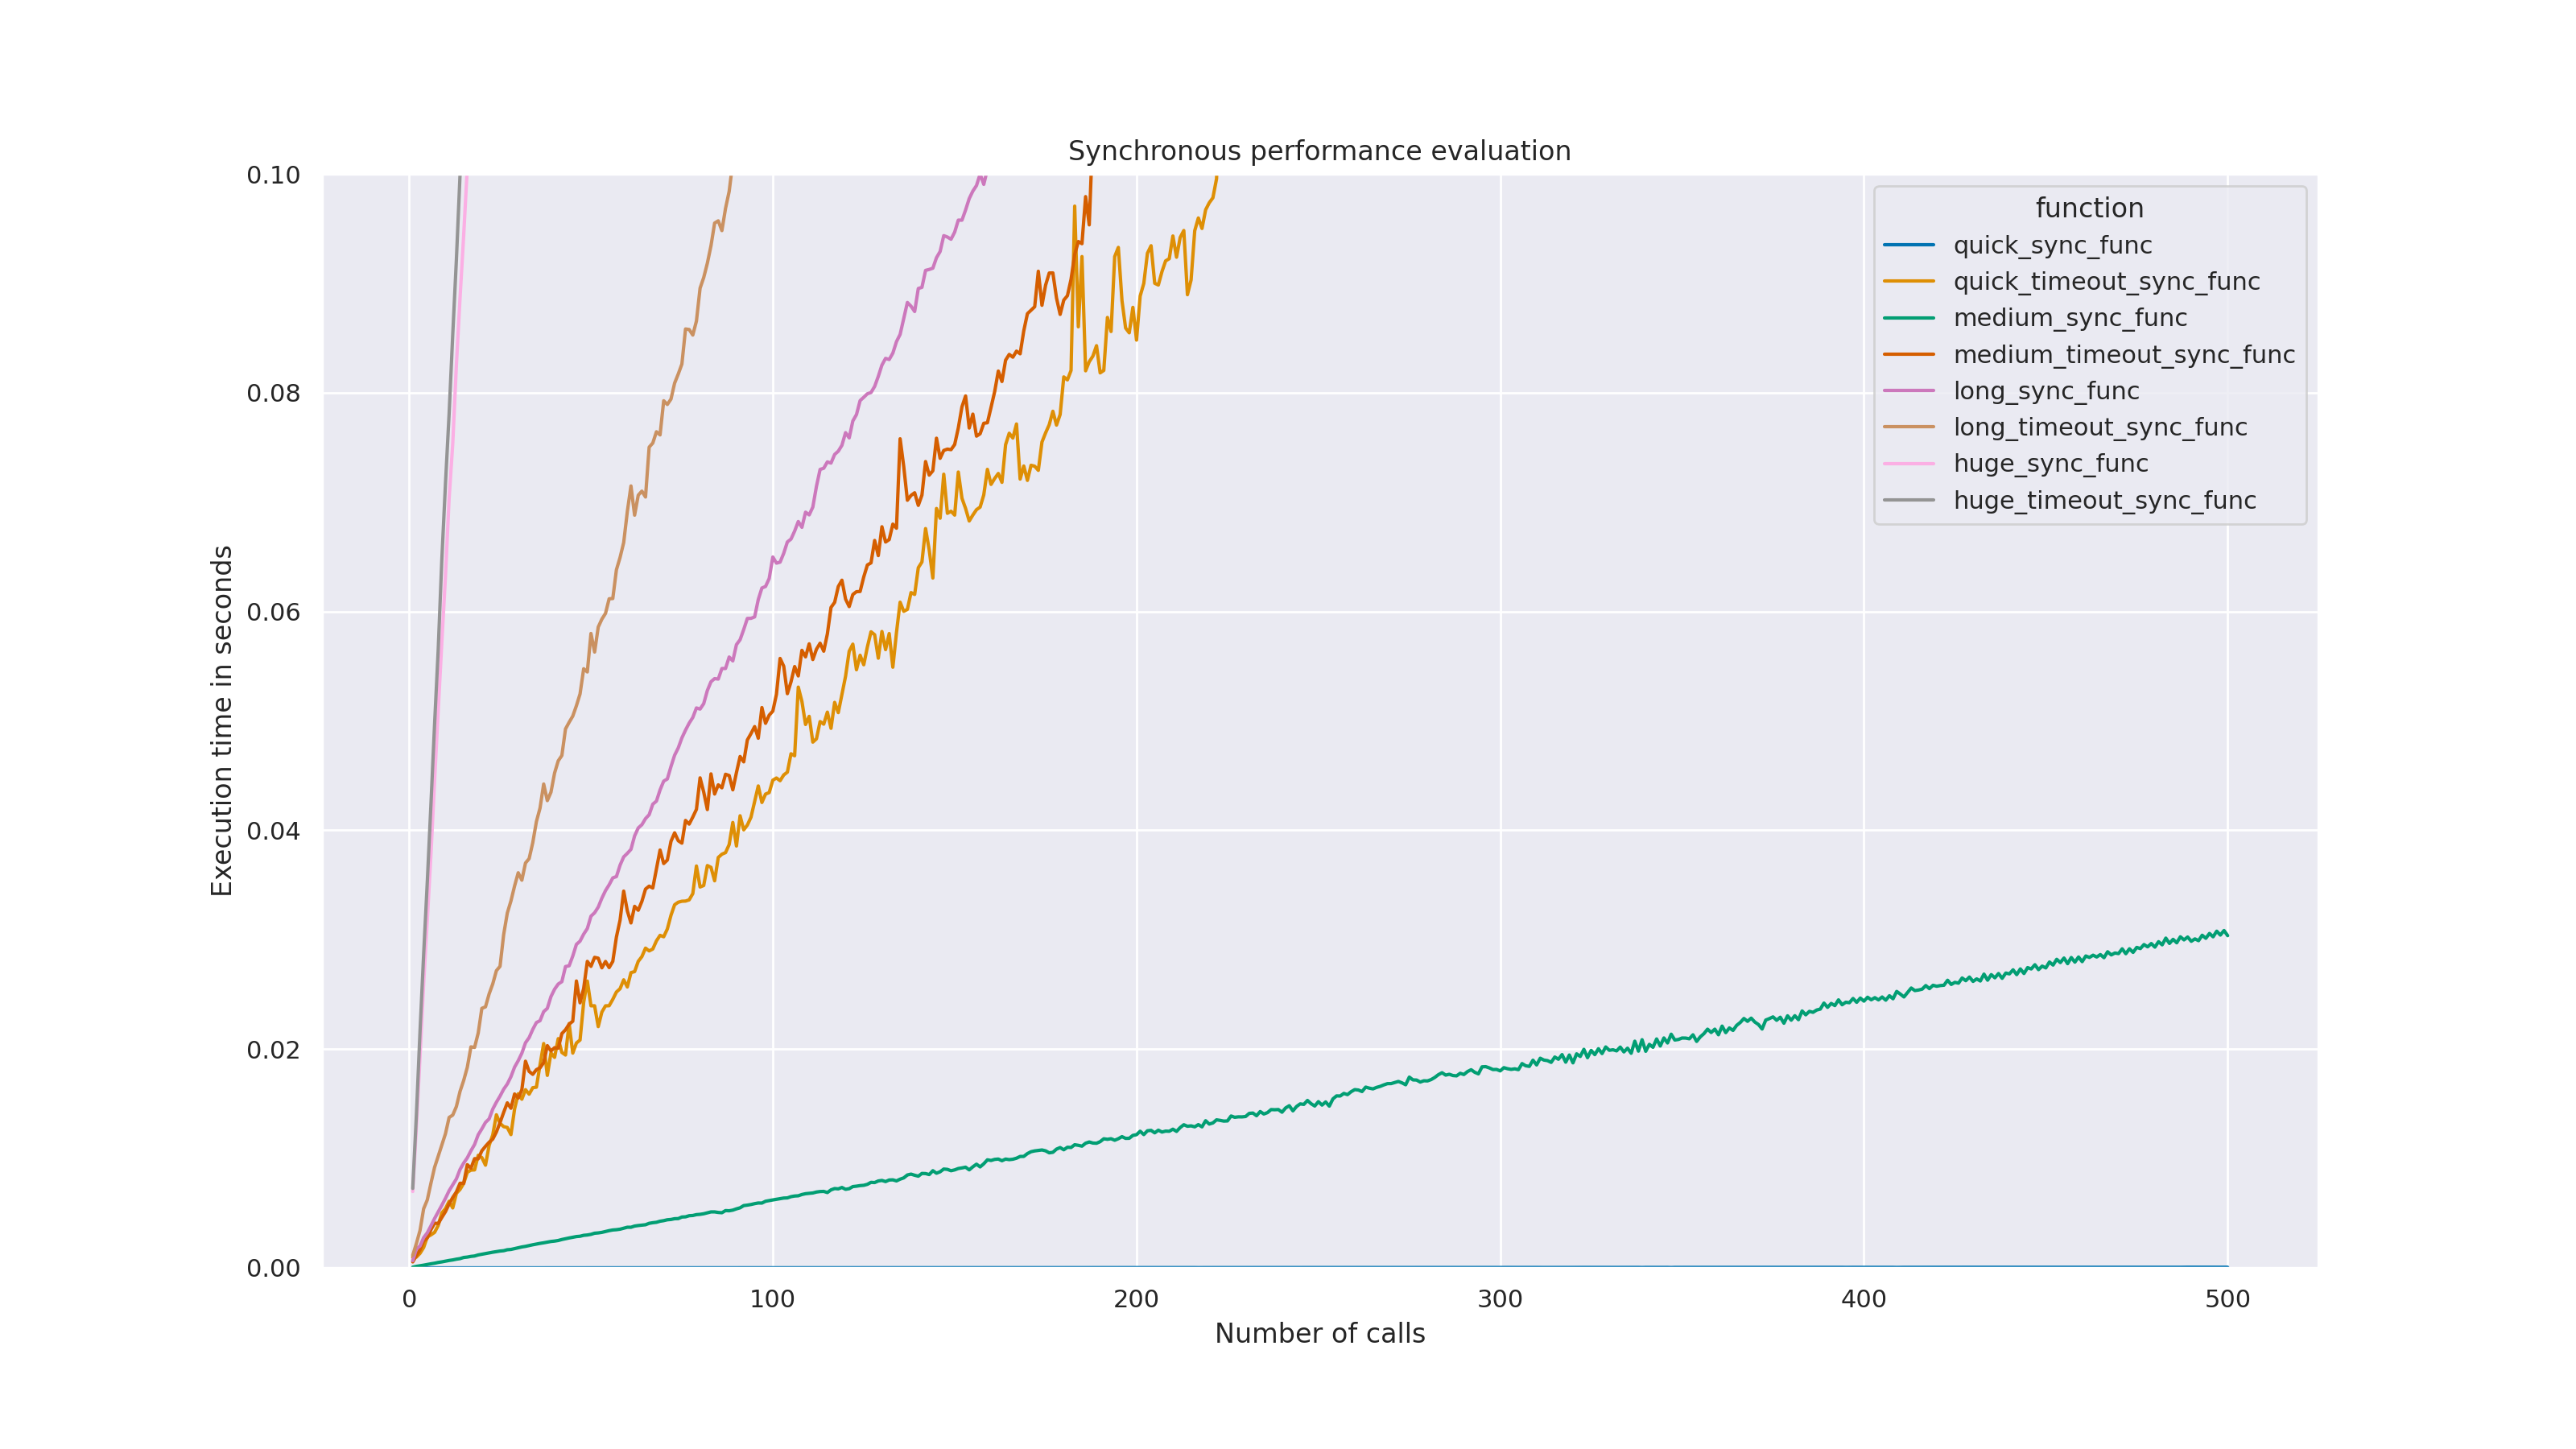 Synchronous performance evaluation
0.10
0.08
0.06
0.04
0.02
0.00
Execution time in seconds
0 100 200 300 400 500
Number of calls
function
quick_sync_func
quick_timeout_sync_func
medium_sync_func
medium_timeout_sync_func
long_sync_func
long_timeout_sync_func
huge_sync_func
huge_timeout_sync_func